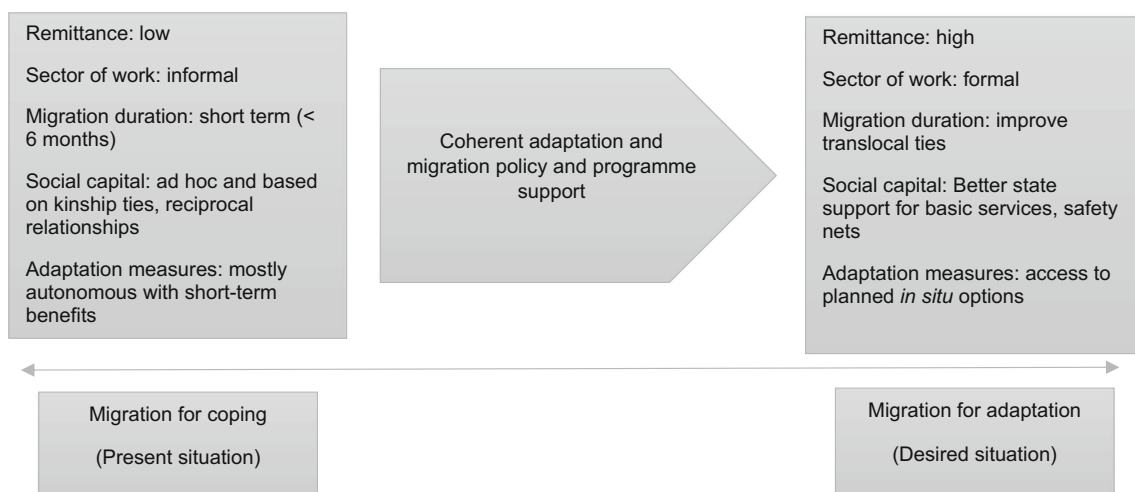 Remittance: low
Sector of work: informal
Migration duration: short term (<
6 months)
Social capital: ad hoc and based
on kinship ties, reciprocal
relationships
Adaptation measures: mostly
autonomous with short-term
benefits
Coherent adaptation and
migration policy and programme
support
Remittance: high
Sector of work: formal
Migration duration: improve
translocal ties
Social capital: Better state
support for basic services, safety
nets
Adaptation measures: access to
planned in situ options
Migration for coping
(Present situation)
Migration for adaptation
(Desired situation)